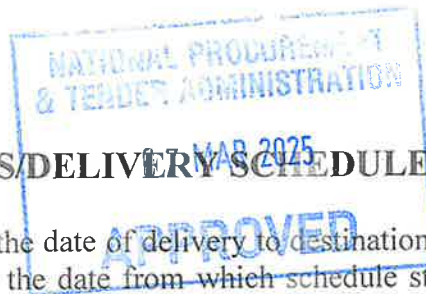 NATIONAL PROCUREMENT
& TENDER ADMINISTRATION
MAR 2025
S/DELIVERY SCHEDULE
APPROVED
the date of delivery to destination
the date from which schedule st